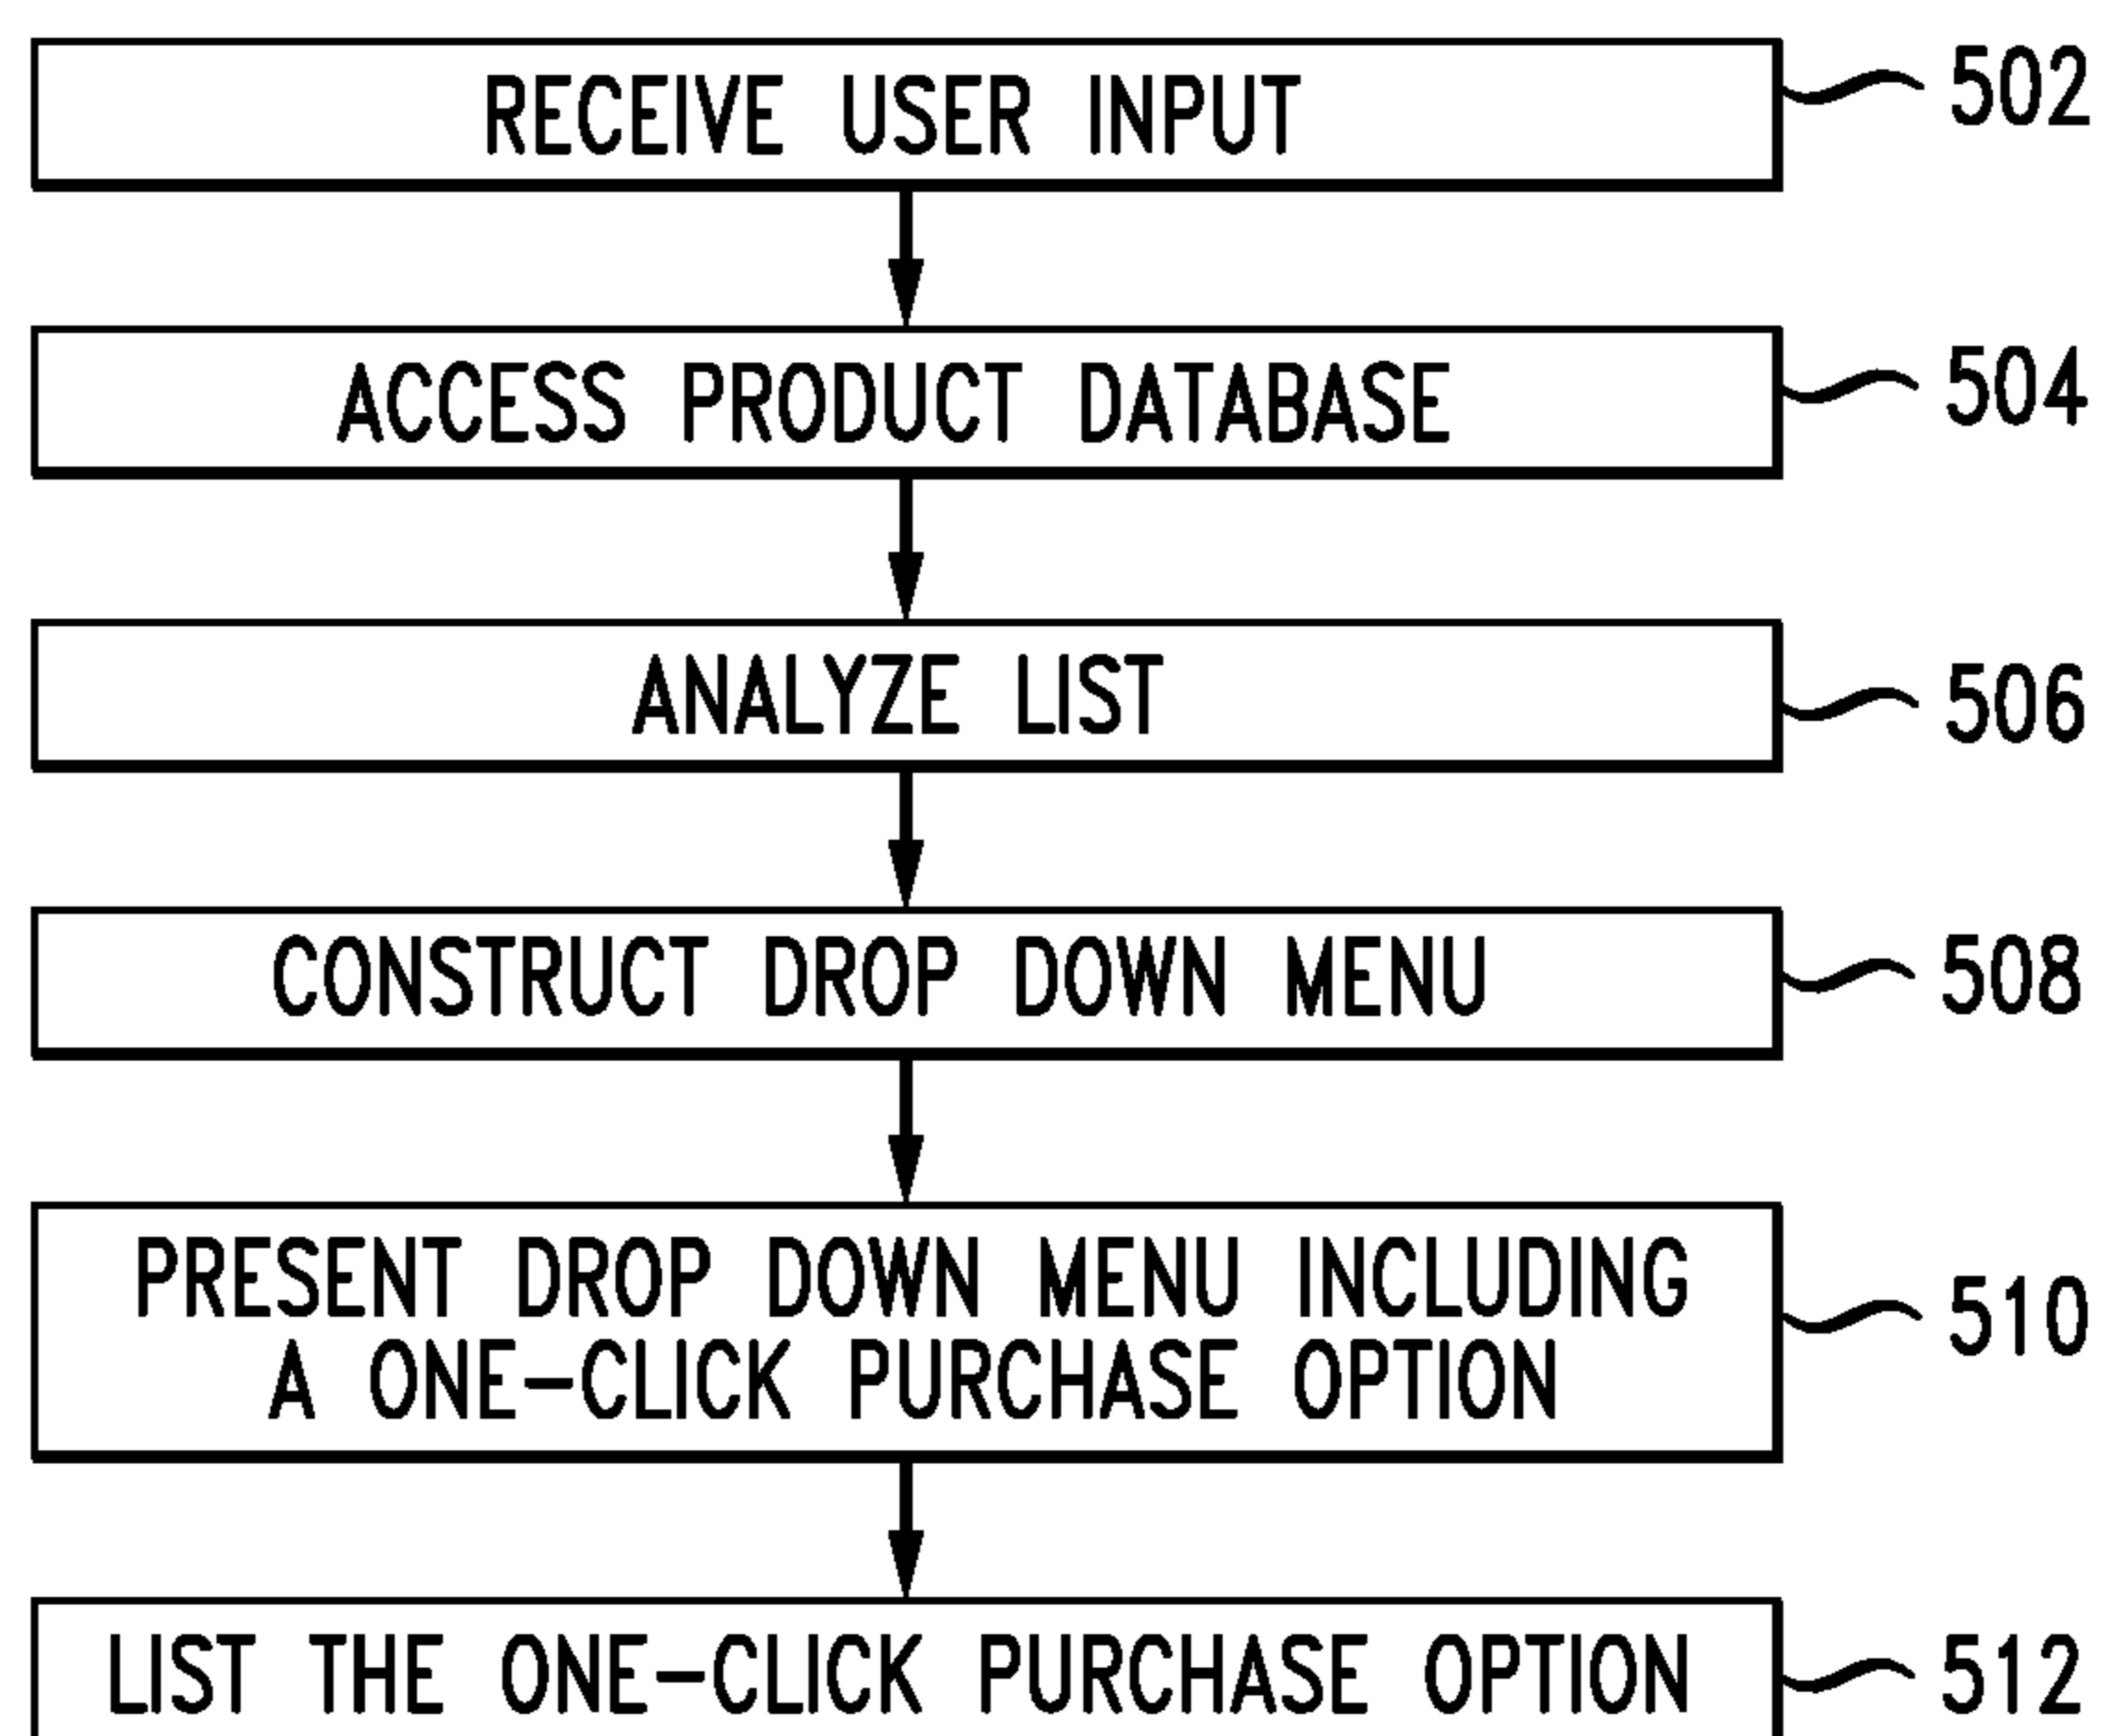 RECEIVE USER INPUT 502
ACCESS PRODUCT DATABASE 504
ANALYZE LIST 506
CONSTRUCT DROP DOWN MENU 508
PRESENT DROP DOWN MENU INCLUDING
A ONE-CLICK PURCHASE OPTION 510
LIST THE ONE-CLICK PURCHASE OPTION 512